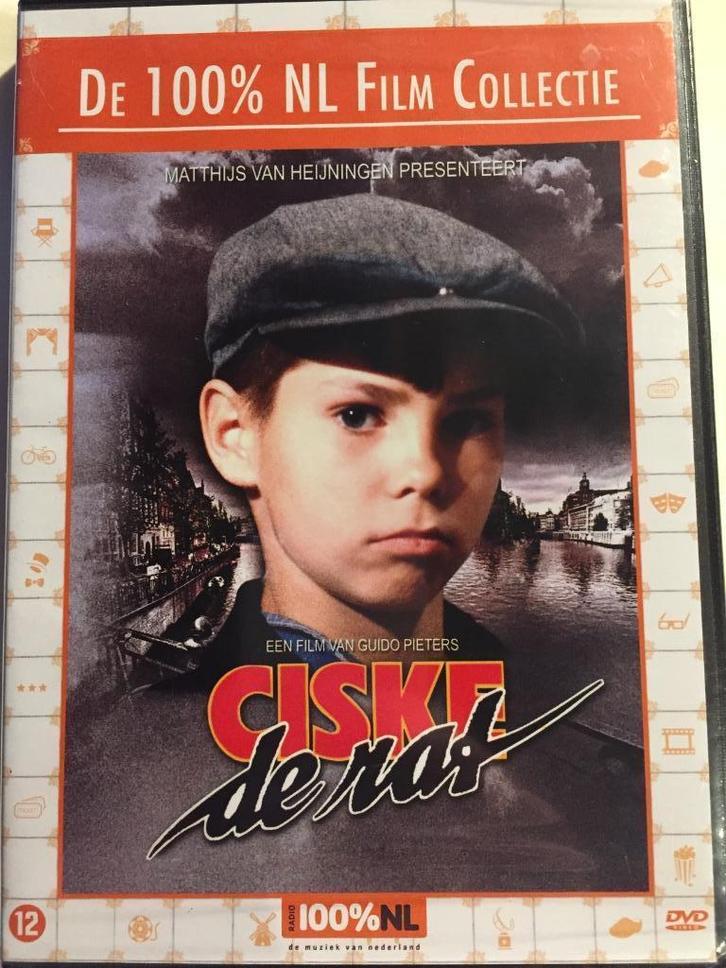 De 100% NL Film Collectie
MATTHIJS VAN HEIJNINGEN PRESENTEERT
EEN FILM VAN GUIDO PIETERS
CISKE
de rat
12
RADIO 100%NL
de muziek van nederland
DVD
VIDEO